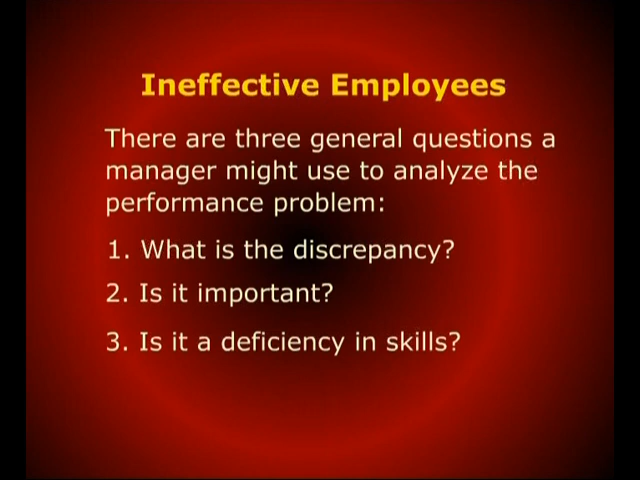 Ineffective Employees
There are three general questions a
manager might use to analyze the
performance problem:
1. What is the discrepancy?
2. Is it important?
3. Is it a deficiency in skills?